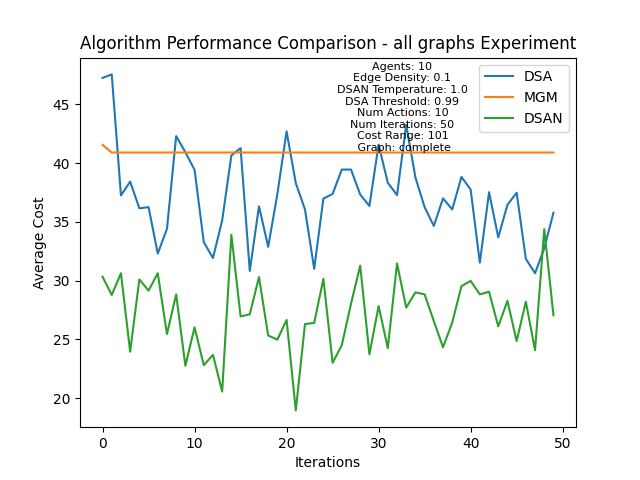 Algorithm Performance Comparison - all graphs Experiment
Agents: 10
Edge Density: 0.1
DSAN Temperature: 1.0
DSA Threshold: 0.99
Num Actions: 10
Num Iterations: 50
Cost Range: 101
Graph: complete
DSA
MGM
DSAN
Average Cost
45
40
35
30
25
20
0 10 20 30 40 50
Iterations